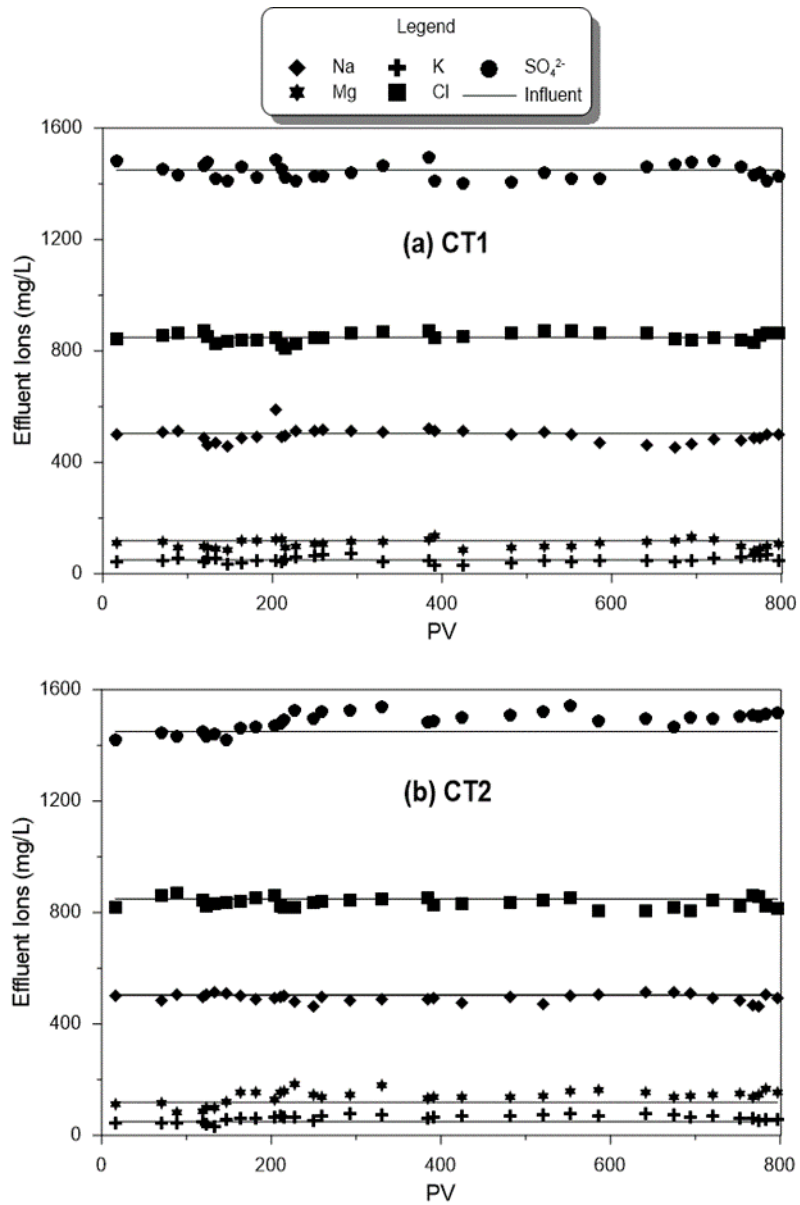 Legend
Na K SO₄²⁻
Mg Cl Influent
1600
1200
800
400
0
Effluent Ions (mg/L)
(a) CT1
0 200 400 600 800
PV
1600
1200
800
400
0
Effluent Ions (mg/L)
(b) CT2
0 200 400 600 800
PV